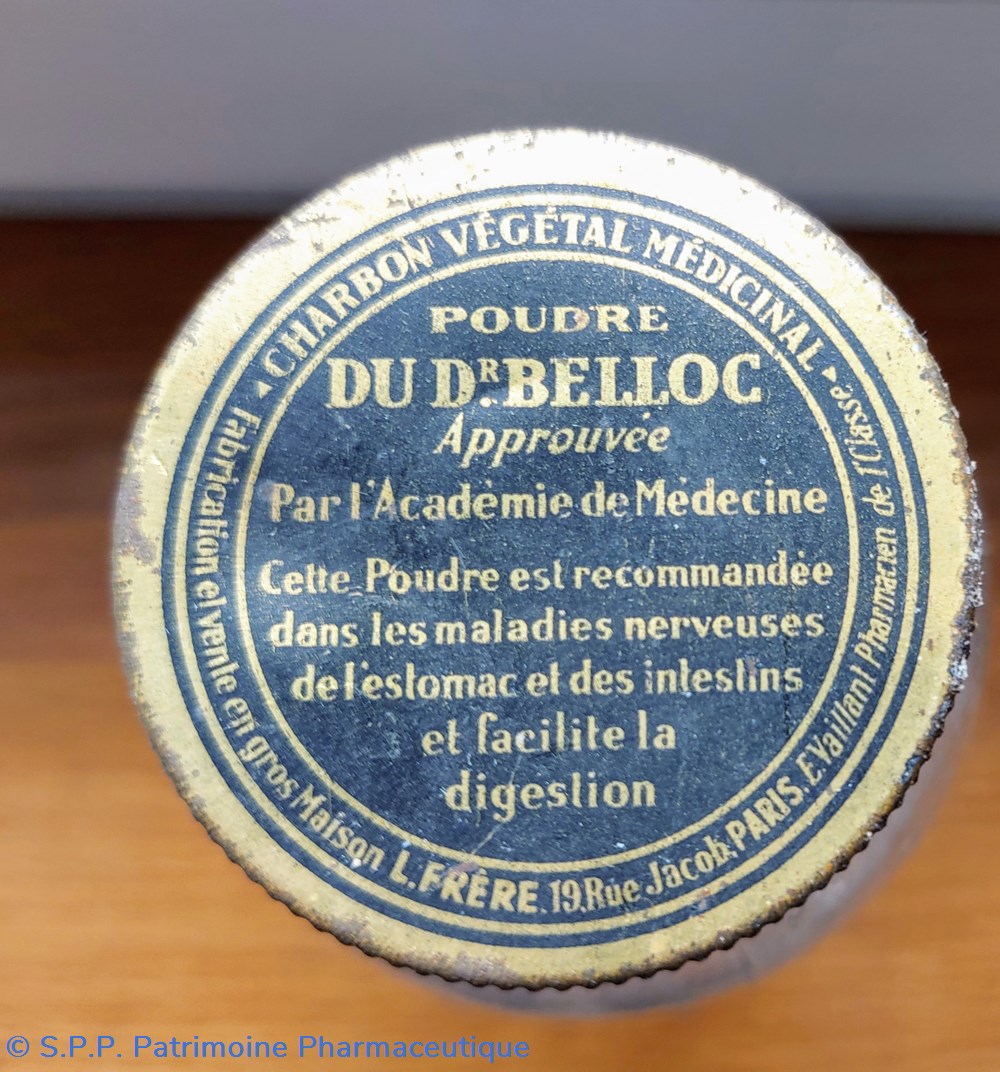 CHARBON VÉGÉTAL MÉDICINAL
POUDRE
DU DR. BELLOC
Approuvée
Par l'Académie de Médecine
Cette Poudre est recommandée
dans les maladies nerveuses
de l'estomac et des intestins
et facilite la
digestion
Fabrication et vente en gros Maison L. FRÈRE. 19, Rue Jacob, PARIS. E. Vaillant Pharmacien de 1' Classe
© S.P.P. Patrimoine Pharmaceutique